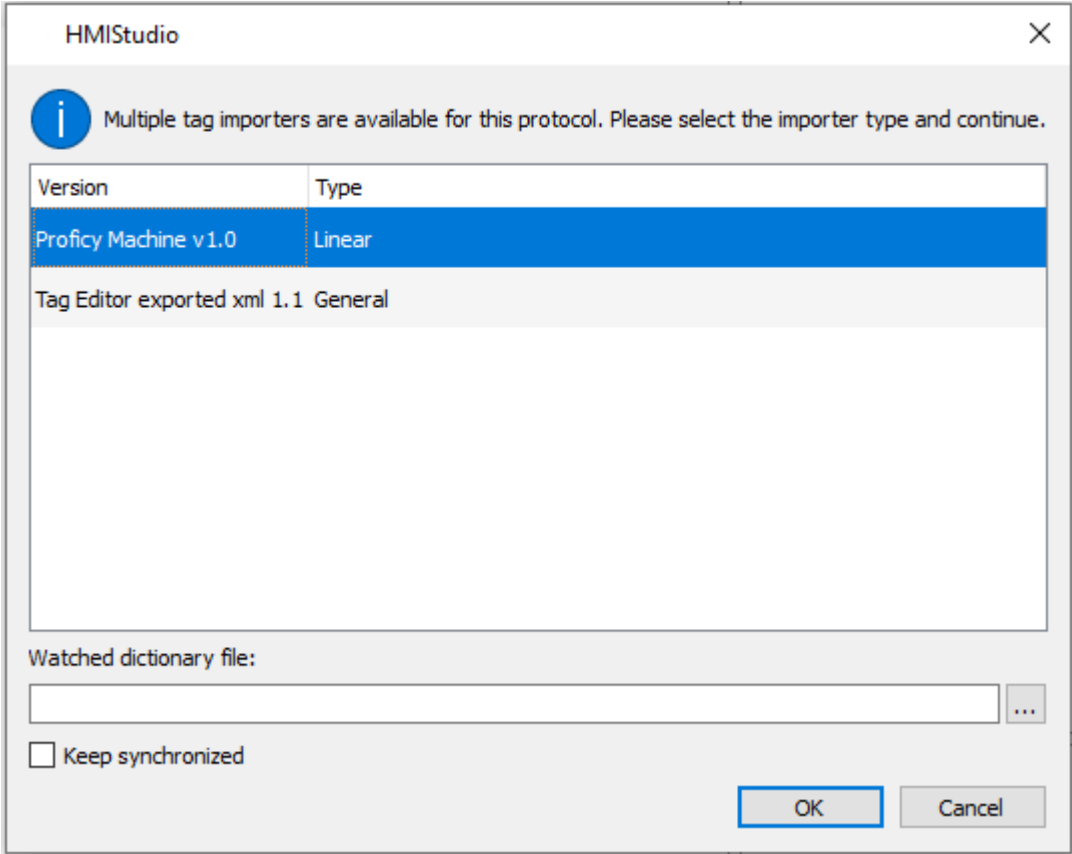 HMIStudio
Multiple tag importers are available for this protocol. Please select the importer type and continue.
Version Type
Proficy Machine v1.0 Linear
Tag Editor exported xml 1.1 General
Watched dictionary file:
...
Keep synchronized
OK Cancel